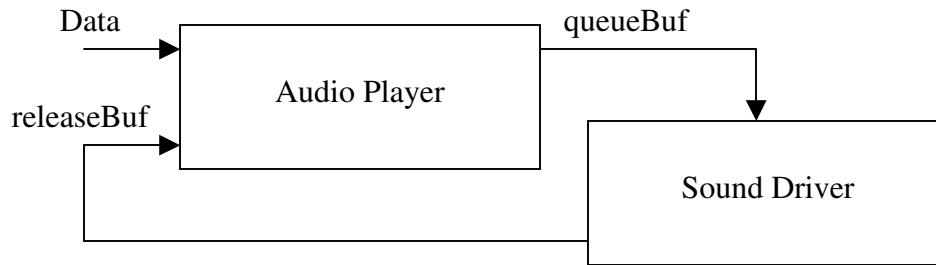 Data
queueBuf
Audio Player
releaseBuf
Sound Driver